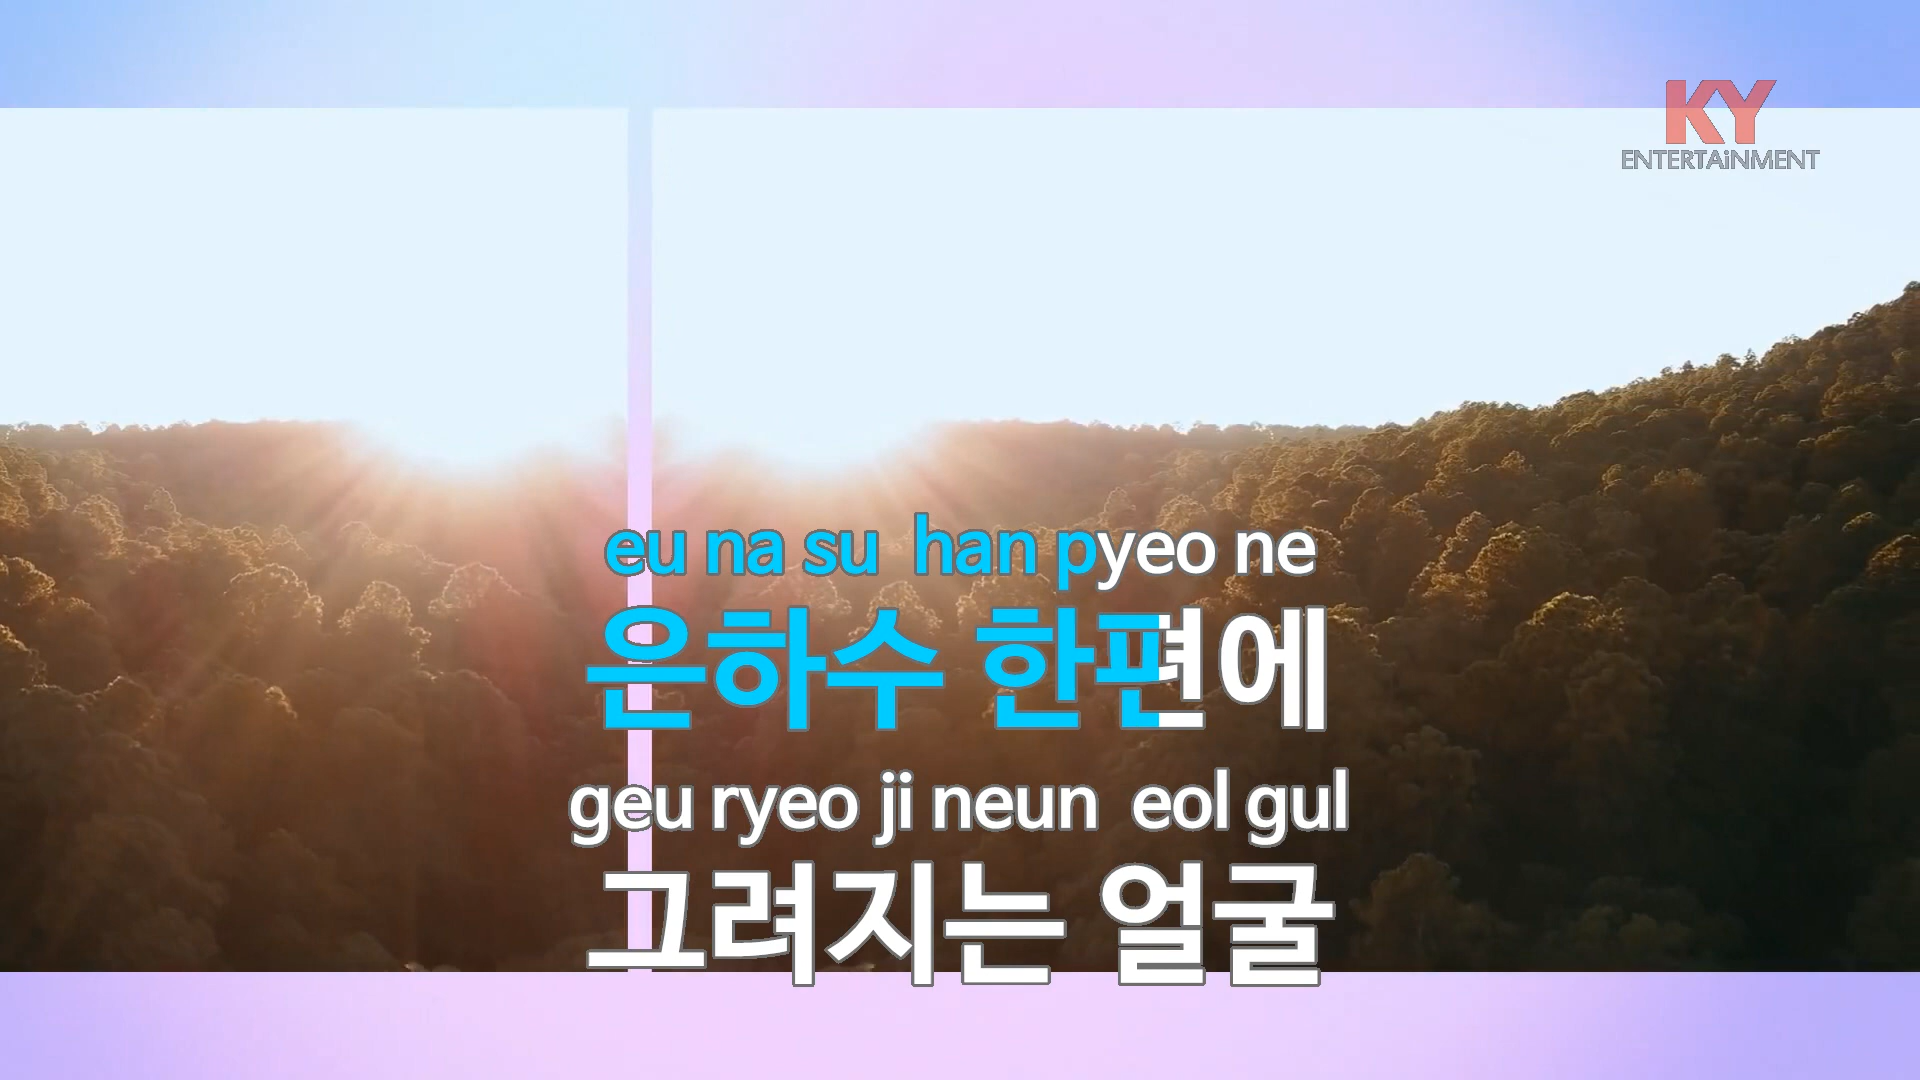 KY
ENTERTAiNMENT
eu na su han pyeo ne
은하수 한편에
geu ryeo ji neun eol gul
그려지는 얼굴